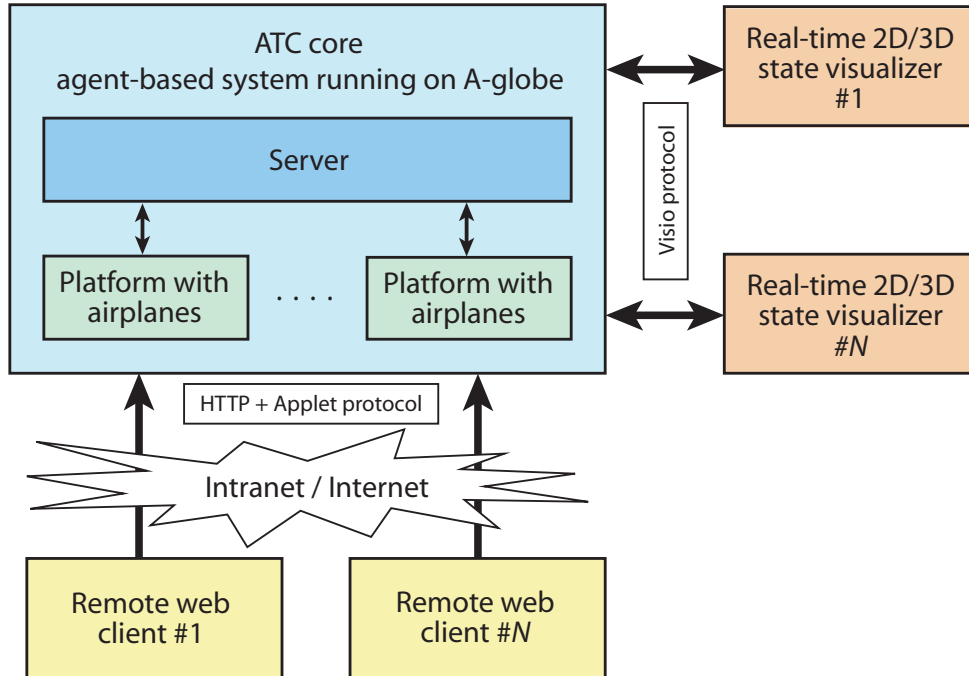 ATC core
agent-based system running on A-globe
Server
Platform with
airplanes
. . . .
Platform with
airplanes
Real-time 2D/3D
state visualizer
#1
Visio protocol
Real-time 2D/3D
state visualizer
#N
HTTP + Applet protocol
Intranet / Internet
Remote web
client #1
Remote web
client #N